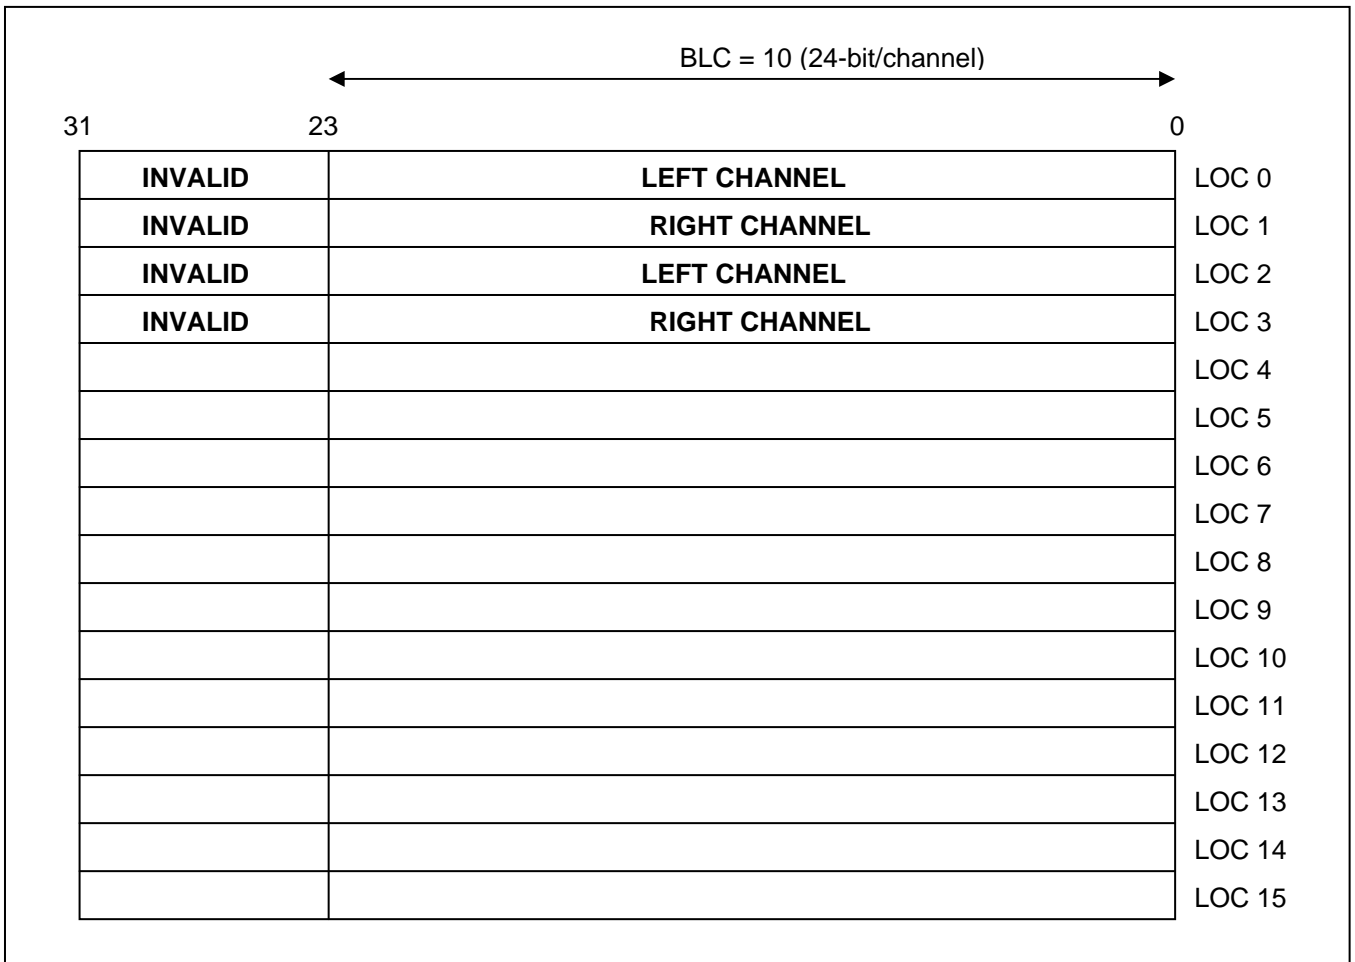 BLC = 10 (24-bit/channel)
31 23 0
INVALID LEFT CHANNEL LOC 0
INVALID RIGHT CHANNEL LOC 1
INVALID LEFT CHANNEL LOC 2
INVALID RIGHT CHANNEL LOC 3
LOC 4
LOC 5
LOC 6
LOC 7
LOC 8
LOC 9
LOC 10
LOC 11
LOC 12
LOC 13
LOC 14
LOC 15